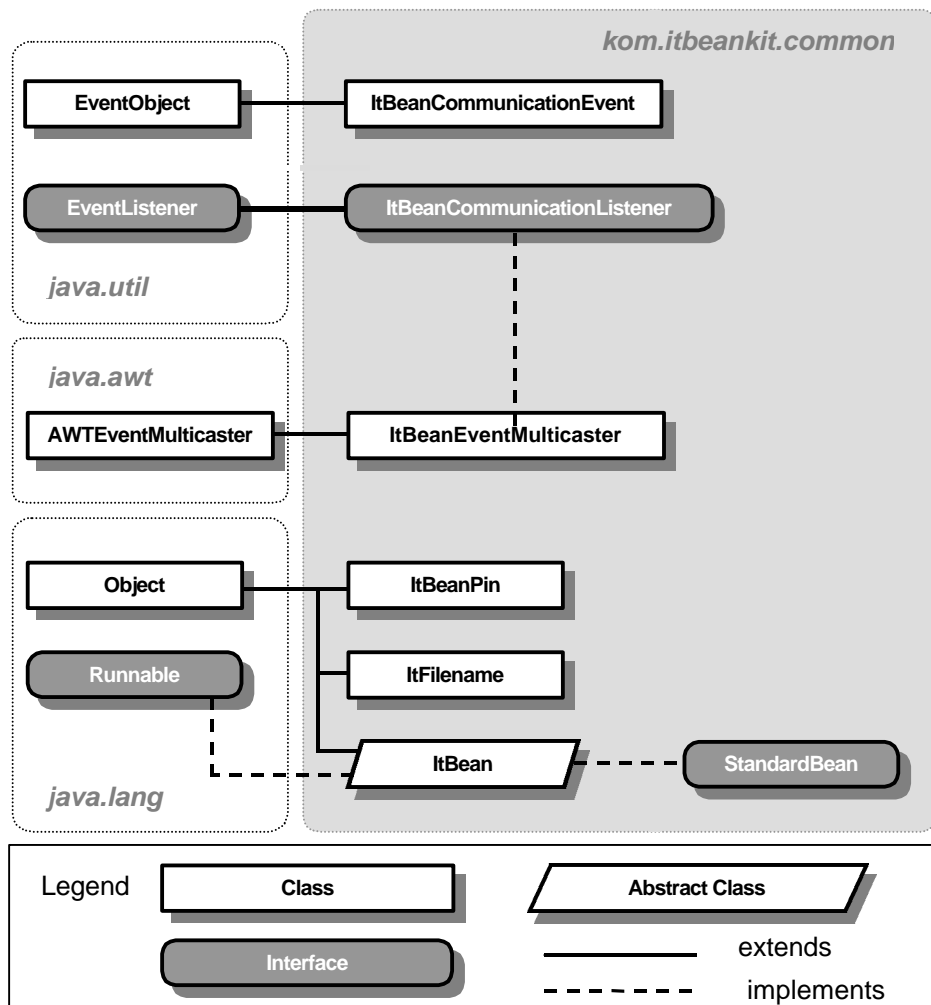 kom.itbeankit.common
EventObject
ItBeanCommunicationEvent
EventListener
ItBeanCommunicationListener
java.util
java.awt
AWTEventMulticaster
ItBeanEventMulticaster
Object
ItBeanPin
Runnable
ItFilename
ItBean
StandardBean
java.lang
Legend
Class
Abstract Class
Interface
extends
implements